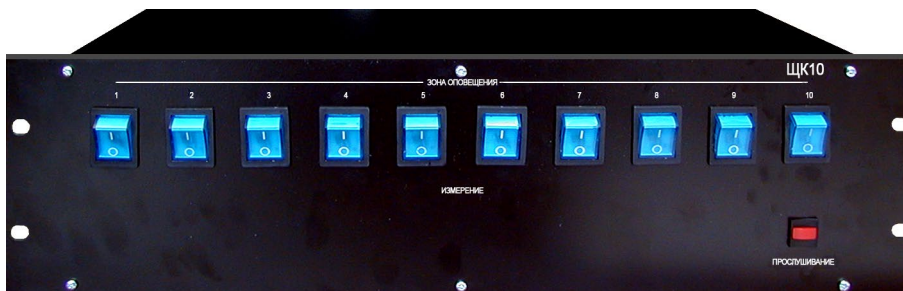 ЩК10
ЗОНА ОПОВЕЩЕНИЯ
1 2 3 4 5 6 7 8 9 10
ИЗМЕРЕНИЕ
ПРОСЛУШИВАНИЕ